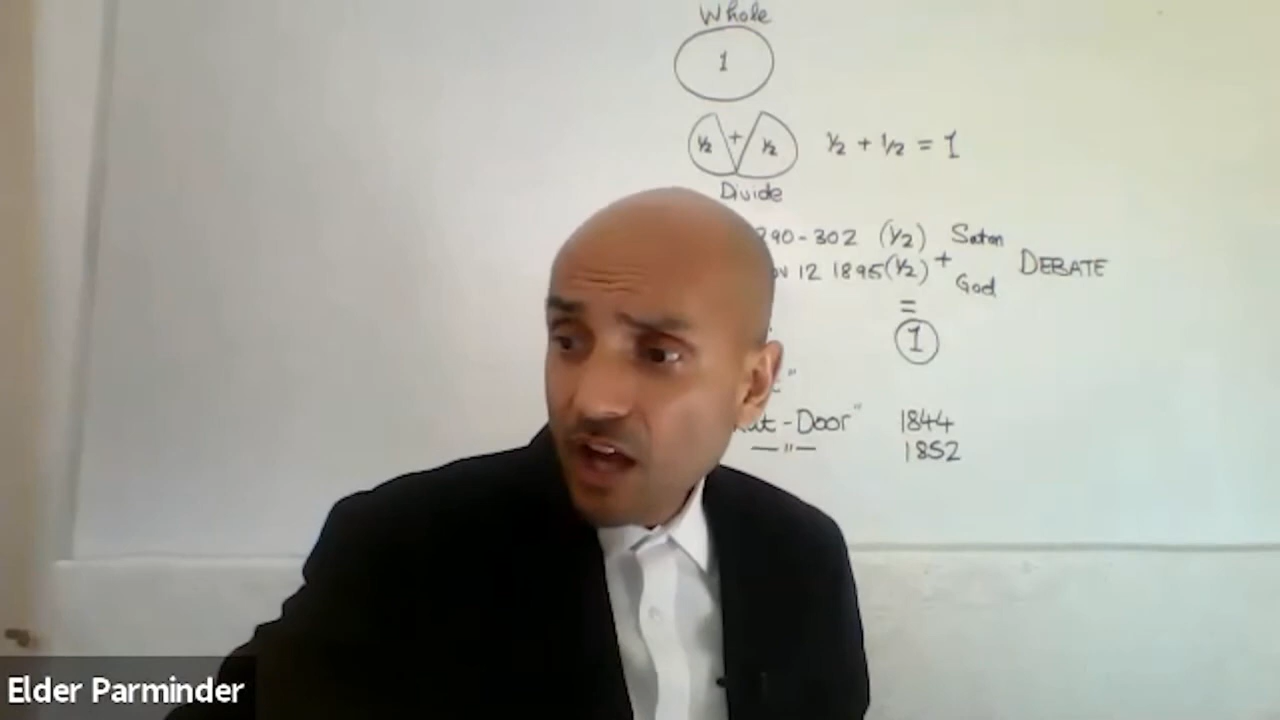 Whole
1
½ + ½ ½ + 1/2 = 1
Divide
290-302 (½) Satan
12 1895 (½) + God DEBATE
=
1
-Door" 1844
—"— 1852
Elder Parminder